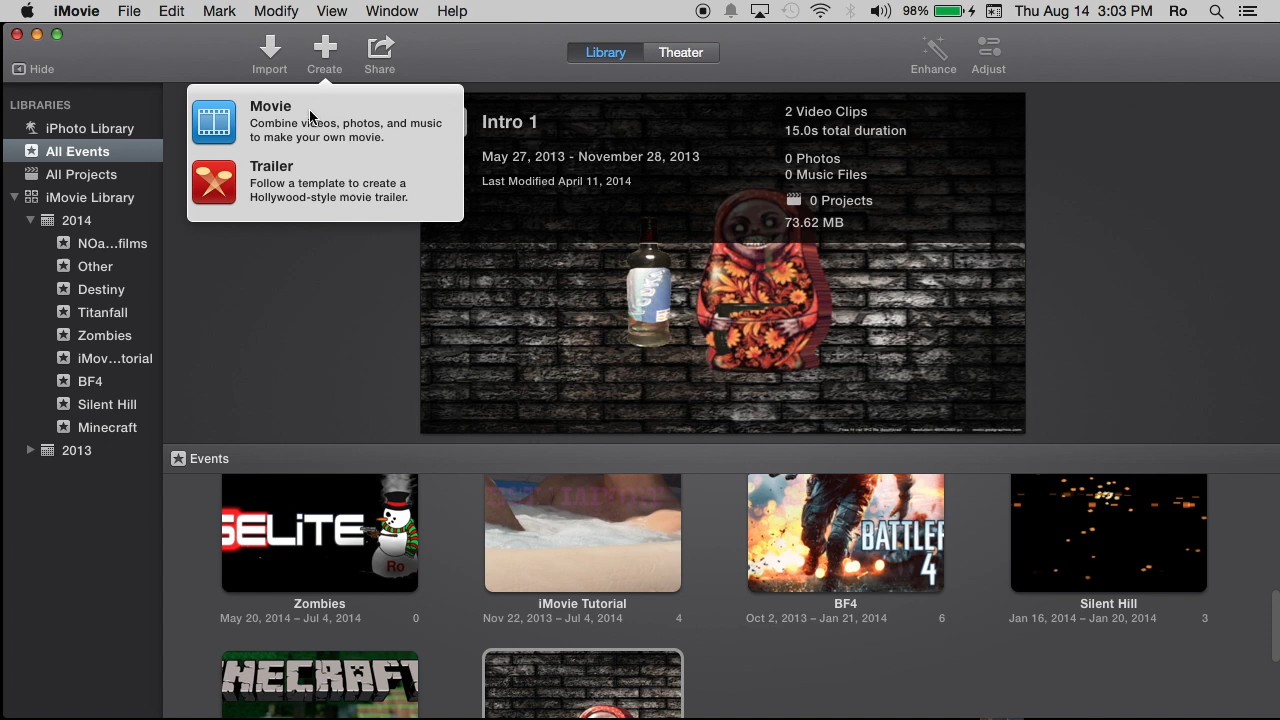 iMovie File Edit Mark Modify View Window Help 98% Thu Aug 14 3:03 PM Ro
Hide Import Create Share Library Theater Enhance Adjust
LIBRARIES
iPhoto Library
All Events
All Projects
iMovie Library
2014
NOa...films
Other
Destiny
Titanfall
Zombies
iMov...torial
BF4
Silent Hill
Minecraft
2013
Movie
Combine videos, photos, and music
to make your own movie.
Trailer
Follow a template to create a
Hollywood-style movie trailer.
Intro 1
May 27, 2013 - November 28, 2013
Last Modified April 11, 2014
2 Video Clips
15.0s total duration
0 Photos
0 Music Files
0 Projects
73.62 MB
Events
SELiTE
Ro
BATTLEF
4
Zombies
May 20, 2014 – Jul 4, 2014 0
iMovie Tutorial
Nov 22, 2013 – Jul 4, 2014 4
BF4
Oct 2, 2013 – Jan 21, 2014 6
Silent Hill
Jan 16, 2014 – Jan 20, 2014 3
MINECRAFT